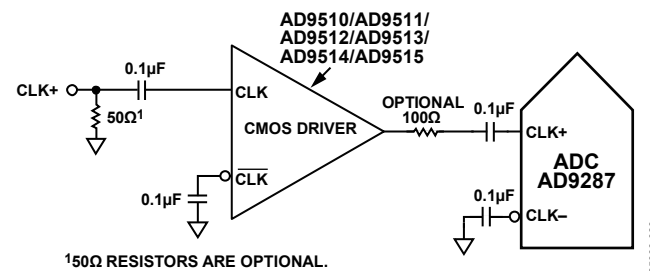 AD9510/AD9511/
AD9512/AD9513/
AD9514/AD9515
0.1µF
CLK+
50Ω¹
CLK
CMOS DRIVER
CLK
0.1µF
OPTIONAL
100Ω
0.1µF
CLK+
ADC
AD9287
0.1µF
CLK–
¹50Ω RESISTORS ARE OPTIONAL.